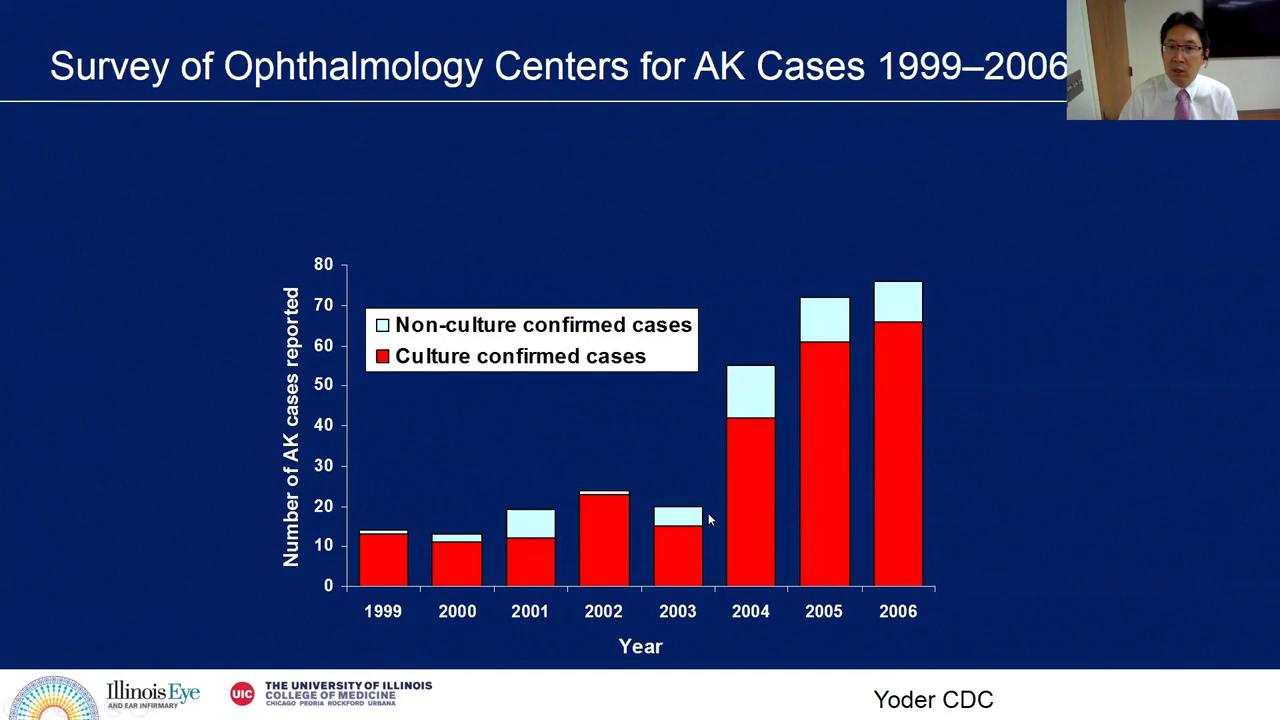 Survey of Ophthalmology Centers for AK Cases 1999–2006
Number of AK cases reported
80
70
60
50
40
30
20
10
0
Non-culture confirmed cases
Culture confirmed cases
1999 2000 2001 2002 2003 2004 2005 2006
Year
Illinois Eye
AND EAR INFIRMARY
UIC
THE UNIVERSITY OF ILLINOIS
COLLEGE OF MEDICINE
CHICAGO PEORIA ROCKFORD URBANA
Yoder CDC